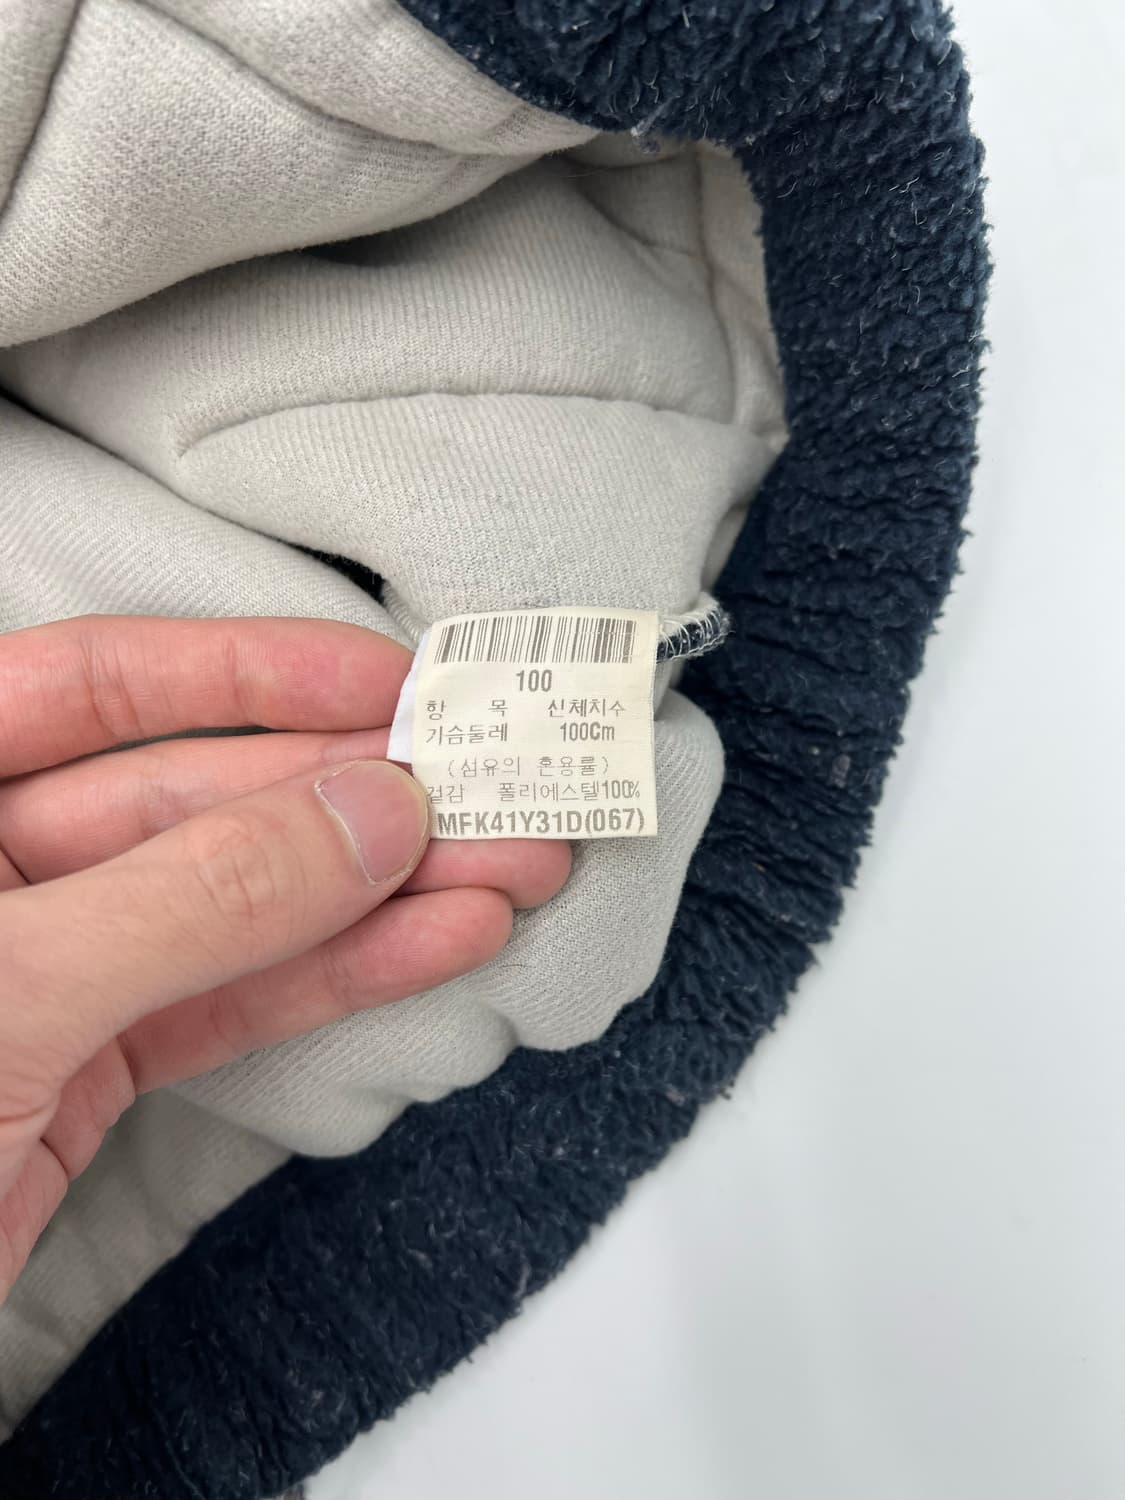 100
항 목 신체치수
가슴둘레 100Cm
(섬유의 혼용률)
겉감 폴리에스텔100%
MFK41Y31D(067)